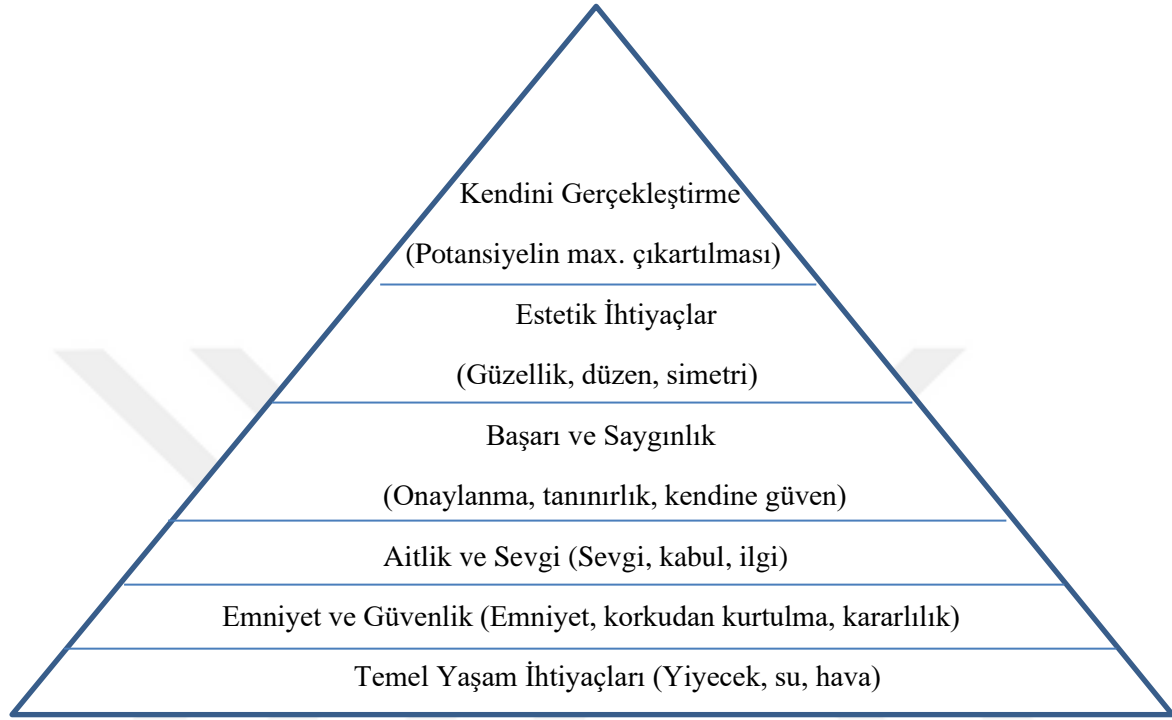 Kendini Gerçekleştirme
(Potansiyelin max. çıkartılması)
Estetik İhtiyaçlar
(Güzellik, düzen, simetri)
Başarı ve Saygınlık
(Onaylanma, tanınırlık, kendine güven)
Aitlik ve Sevgi (Sevgi, kabul, ilgi)
Emniyet ve Güvenlik (Emniyet, korkudan kurtulma, kararlılık)
Temel Yaşam İhtiyaçları (Yiyecek, su, hava)